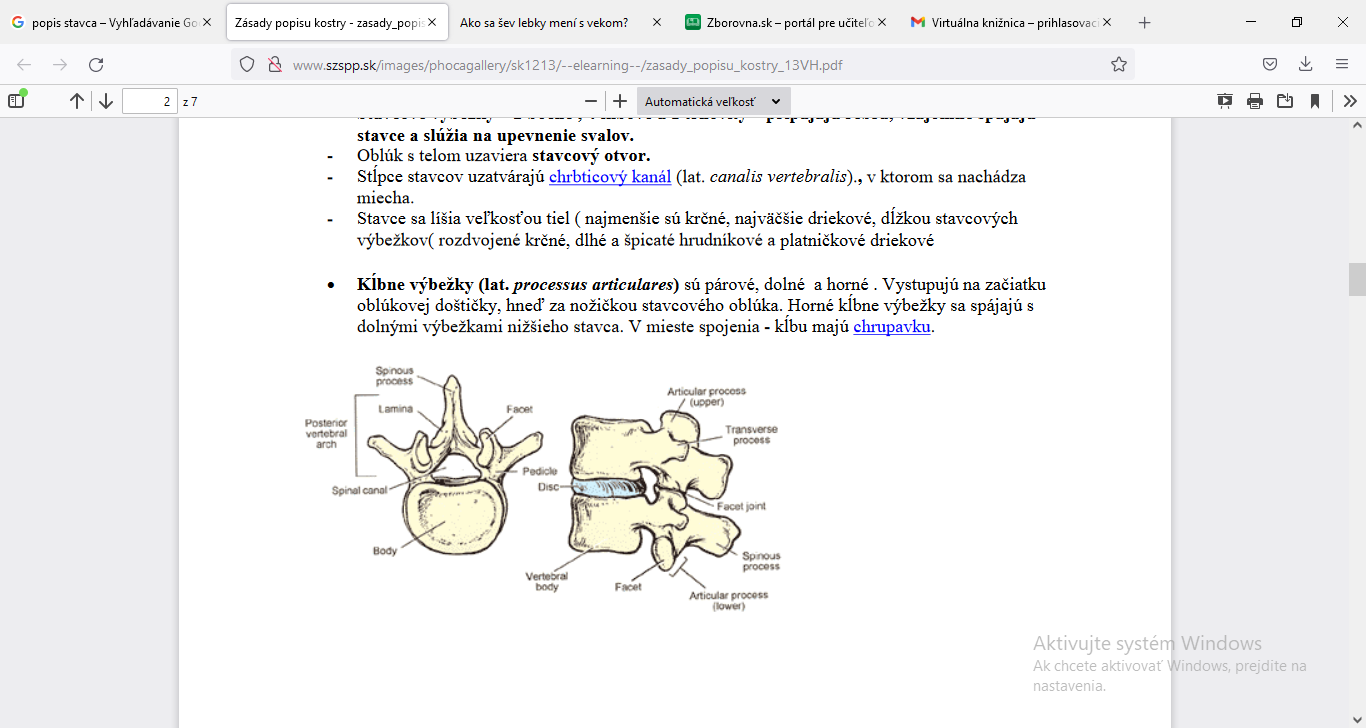 popis stavca – Vyhľadávanie Goo
Zásady popisu kostry - zasady_popis
Ako sa šev lebky mení s vekom?
Zborovna.sk – portál pre učiteľo
Virtuálna knižnica – prihlasovac
www.szspp.sk/images/phocagallery/sk1213/--elearning--/zasady_popisu_kostry_13VH.pdf
2 z 7
Automatická veľkosť
stavce a slúžia na upevnenie svalov.
- Oblúk s telom uzaviera stavcový otvor.
- Stĺpce stavcov uzatvárajú chrbticový kanál (lat. canalis vertebralis)., v ktorom sa nachádza
miecha.
- Stavce sa líšia veľkosťou tiel ( najmenšie sú krčné, najväčšie driekové, dĺžkou stavcových
výbežkov( rozdvojené krčné, dlhé a špicaté hrudníkové a platničkové driekové
• Kĺbne výbežky (lat. processus articulares) sú párové, dolné a horné . Vystupujú na začiatku
oblúkovej doštičky, hneď za nožičkou stavcového oblúka. Horné kĺbne výbežky sa spájajú s
dolnými výbežkami nižšieho stavca. V mieste spojenia - kĺbu majú chrupavku.
Spinous
process
Lamina
Facet
Posterior
vertebral
arch
Pedicle
Spinal canal
Body
Articular process
(upper)
Transverse
process
Disc
Facet joint
Spinous
process
Vertebral
body
Facet
Articular process
(lower)
Aktivujte systém Windows
Ak chcete aktivovať Windows, prejdite na
nastavenia.